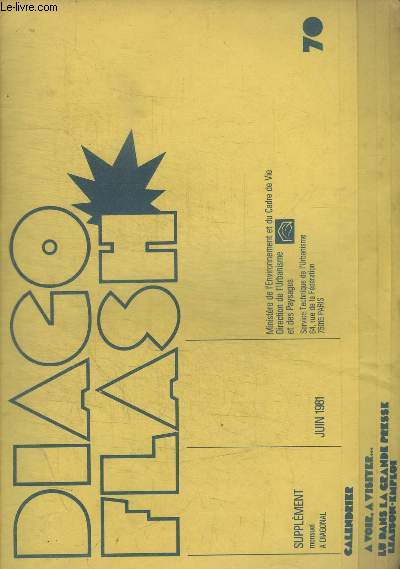 Le-livre.com
DIAGO
FLASH
70
Ministère de l'Environnement et du Cadre de Vie
Direction de l'Urbanisme
et des Paysages
Service Technique de l'Urbanisme
64, rue de la Fédération
75015 PARIS
JUIN 1981
SUPPLÉMENT
mensuel
A DIAGONAL
CALENDRIER
A VOIR, A VISITER...
LU DANS LA GRANDE PRESSE
LIAISON-EMPLOI